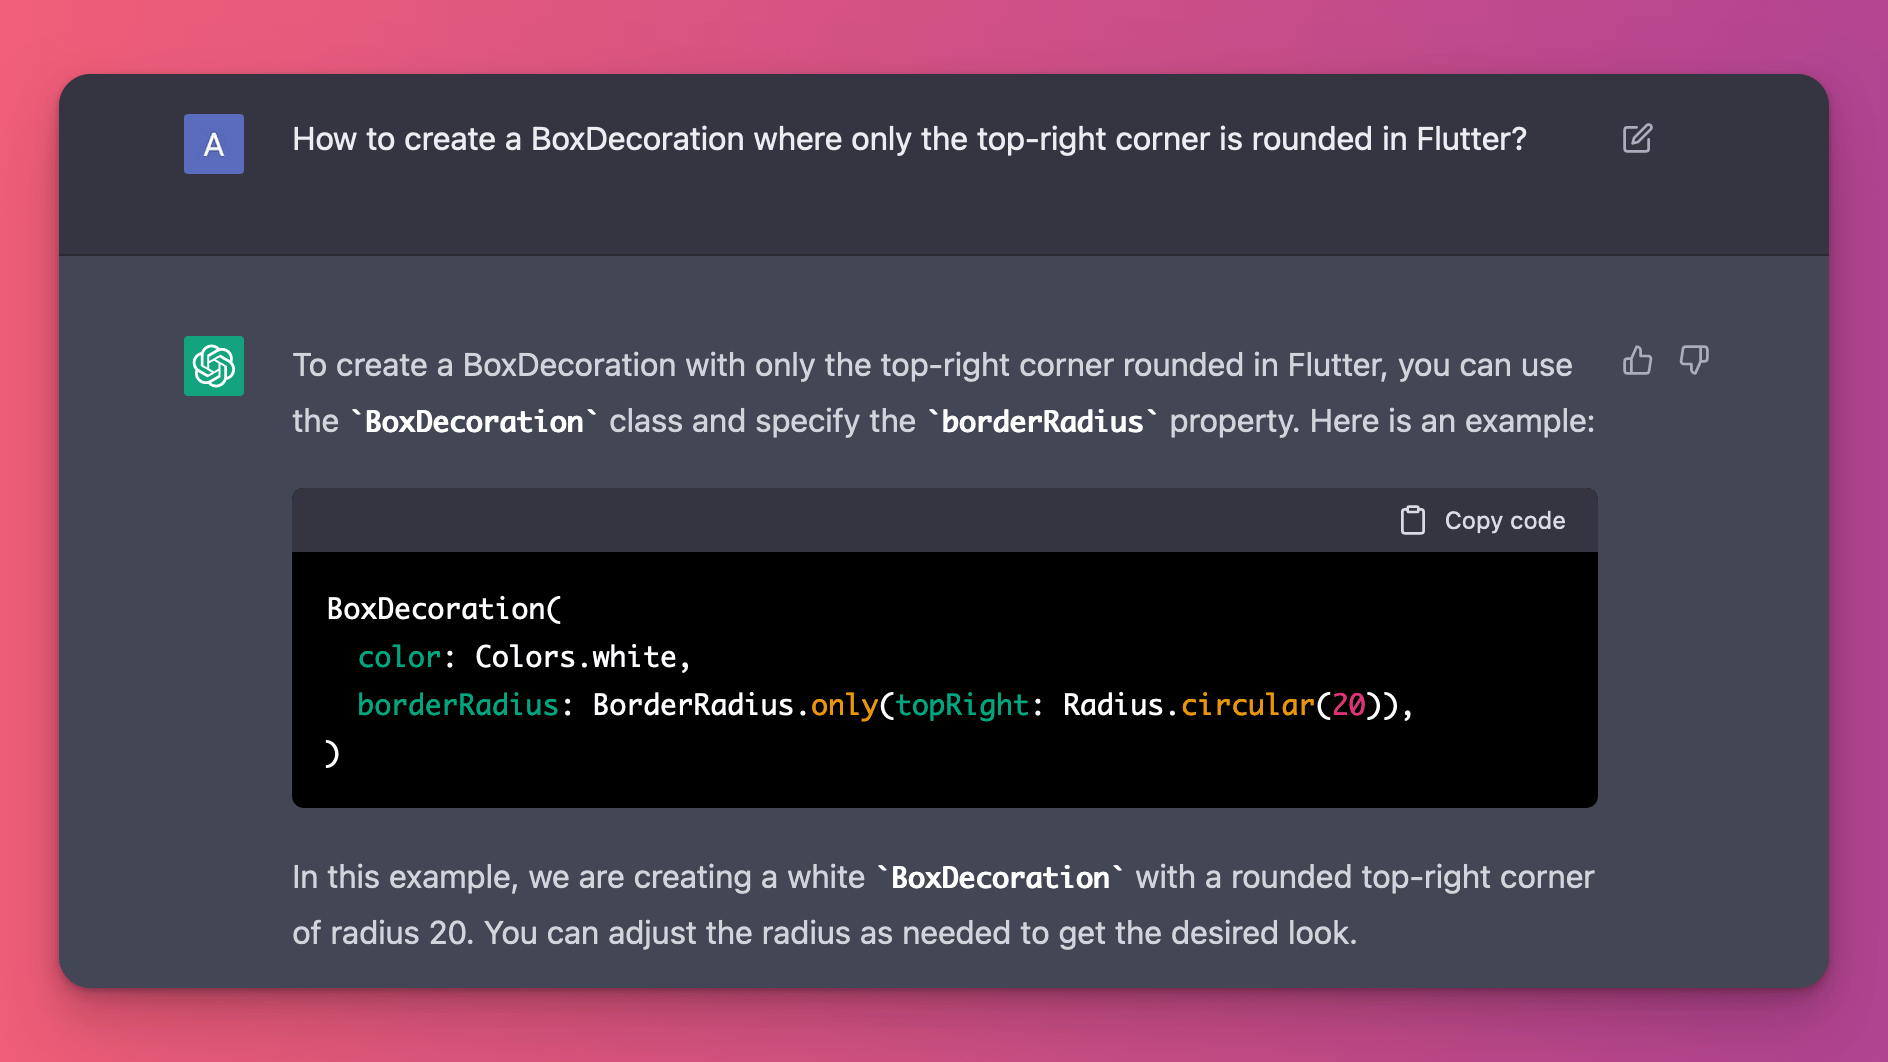 A
How to create a BoxDecoration where only the top-right corner is rounded in Flutter?
To create a BoxDecoration with only the top-right corner rounded in Flutter, you can use
the `BoxDecoration` class and specify the `borderRadius` property. Here is an example:
Copy code
BoxDecoration(
  color: Colors.white,
  borderRadius: BorderRadius.only(topRight: Radius.circular(20)),
)
In this example, we are creating a white `BoxDecoration` with a rounded top-right corner
of radius 20. You can adjust the radius as needed to get the desired look.